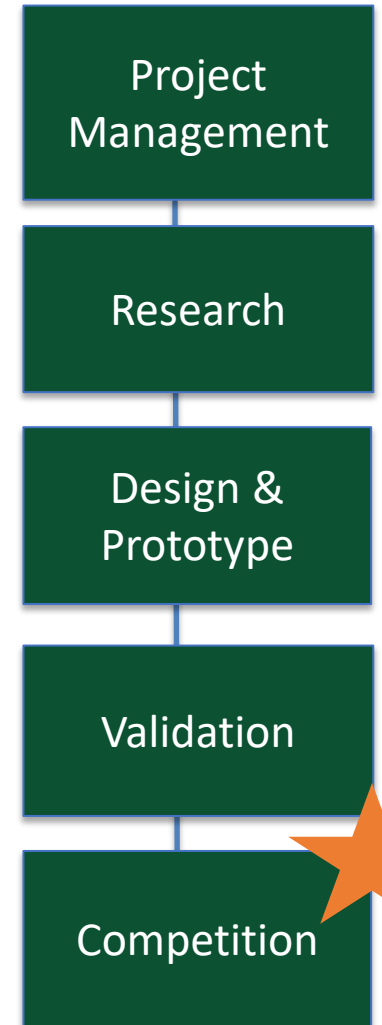 Project
Management
Research
Design &
Prototype
Validation
Competition